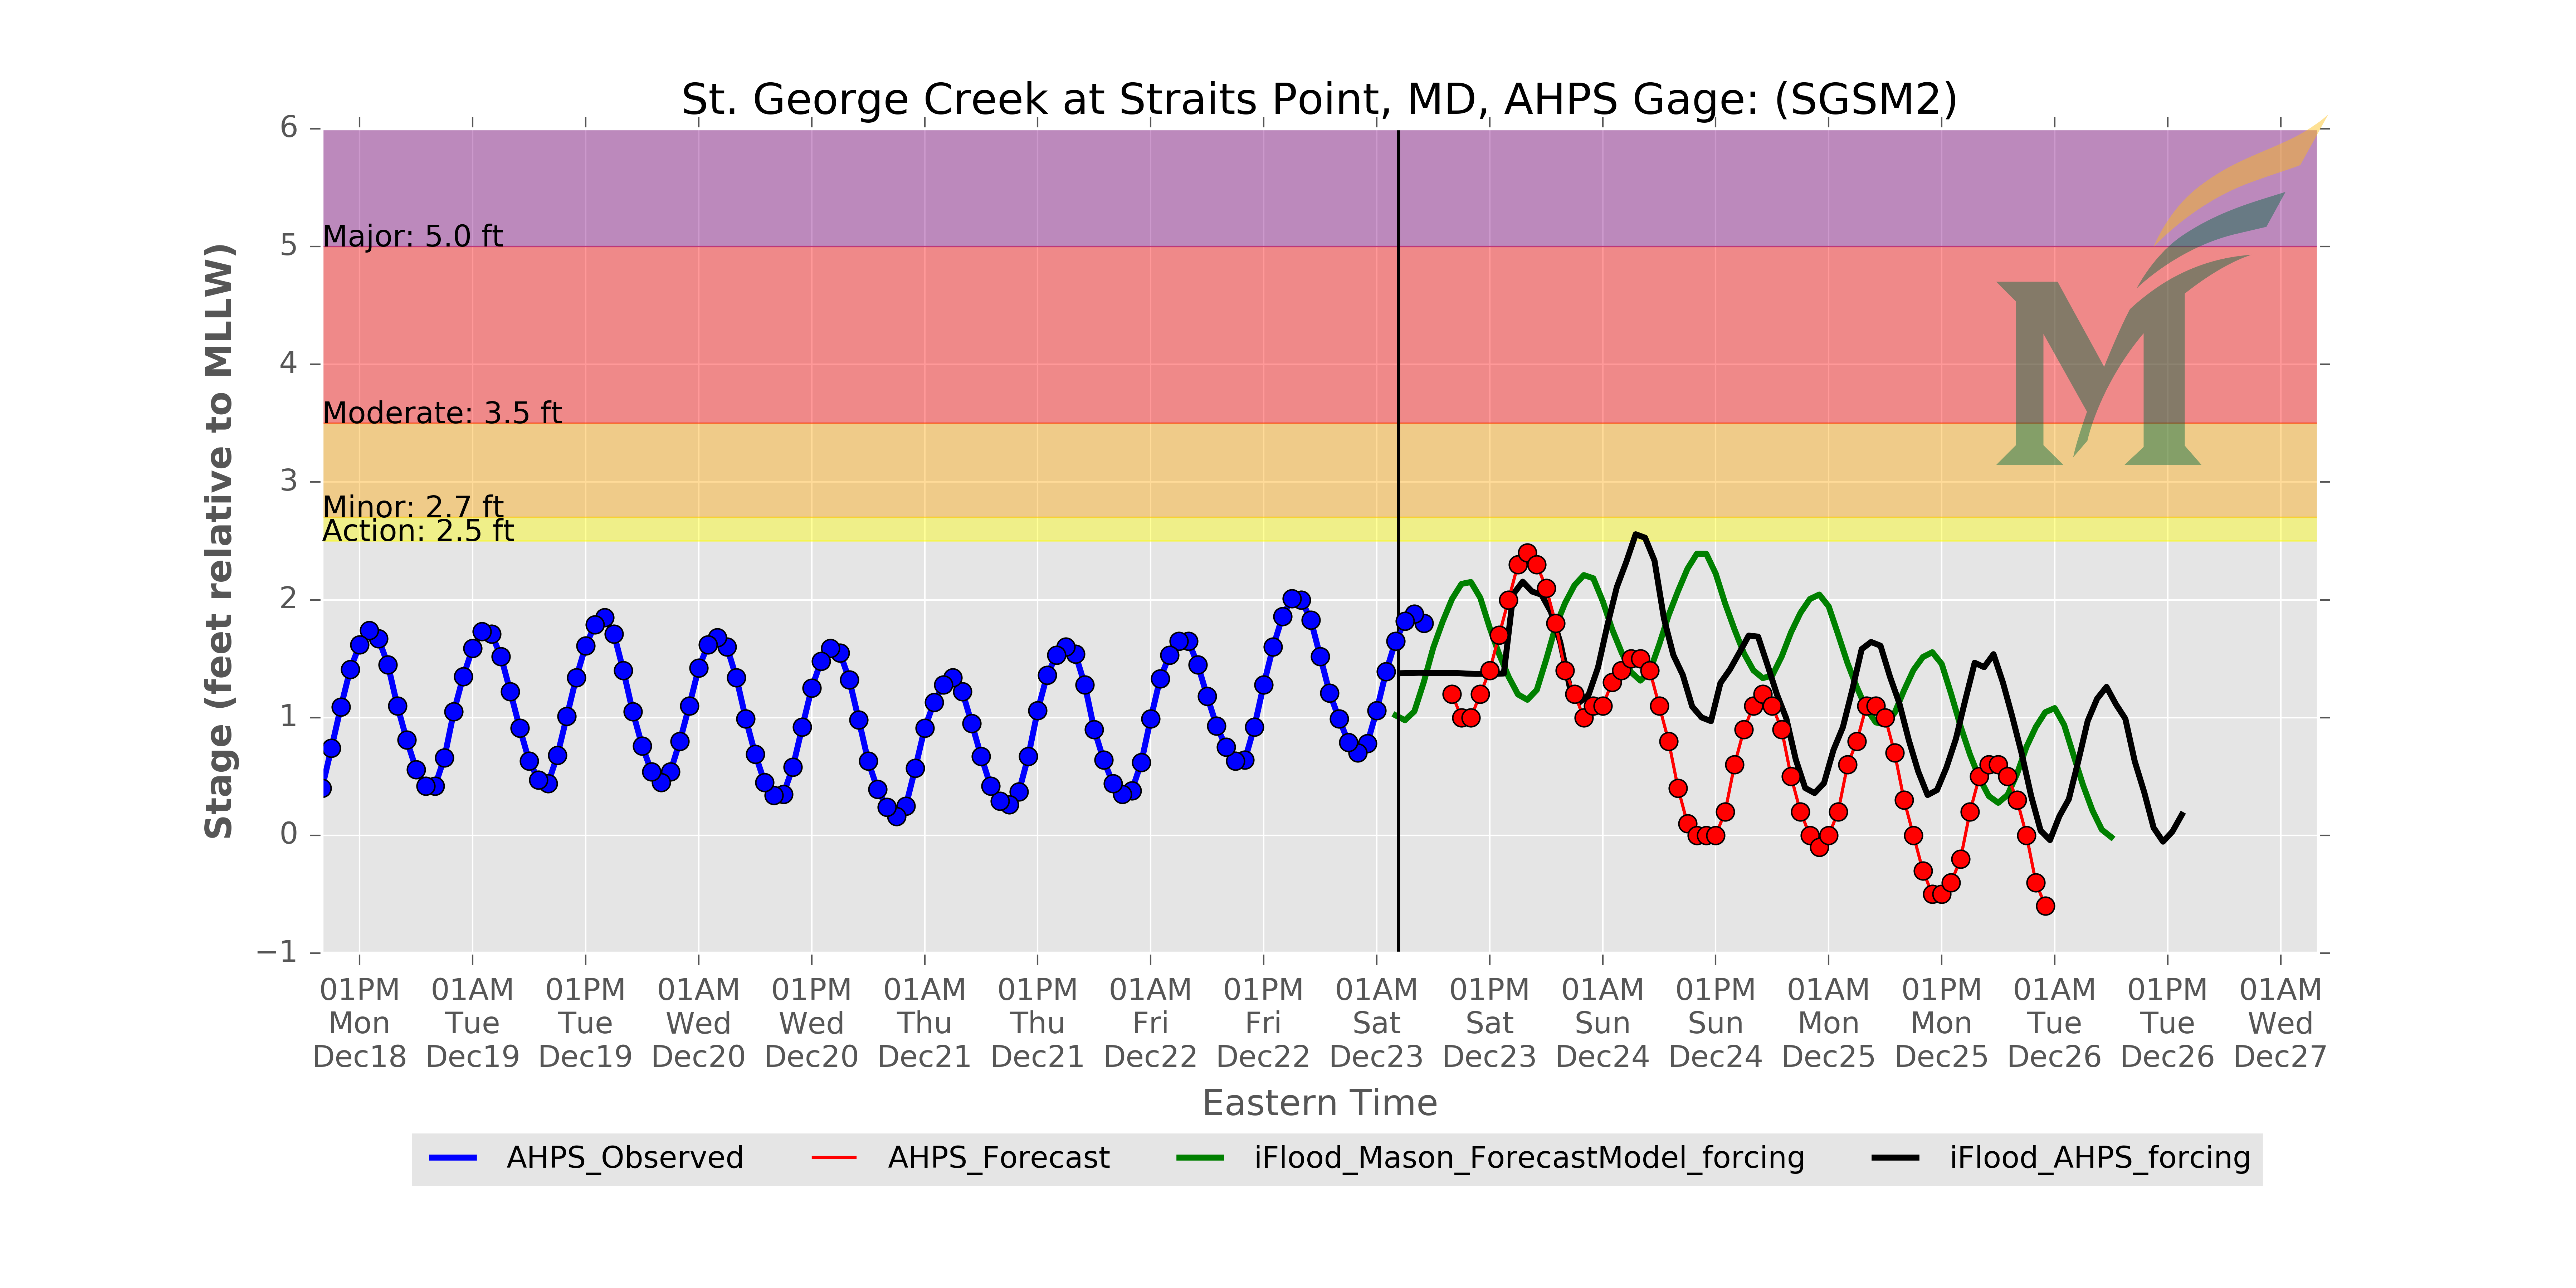 St. George Creek at Straits Point, MD, AHPS Gage: (SGSM2)
Stage (feet relative to MLLW)
6
5
4
3
2
1
0
−1
Major: 5.0 ft
Moderate: 3.5 ft
Minor: 2.7 ft
Action: 2.5 ft
01PM 01AM 01PM 01AM 01PM 01AM 01PM 01AM 01PM 01AM 01PM 01AM 01PM 01AM 01PM 01AM 01PM 01AM
Mon Tue Tue Wed Wed Thu Thu Fri Fri Sat Sat Sun Sun Mon Mon Tue Tue Wed
Dec18 Dec19 Dec19 Dec20 Dec20 Dec21 Dec21 Dec22 Dec22 Dec23 Dec23 Dec24 Dec24 Dec25 Dec25 Dec26 Dec26 Dec27
Eastern Time
AHPS_Observed AHPS_Forecast iFlood_Mason_ForecastModel_forcing iFlood_AHPS_forcing
M